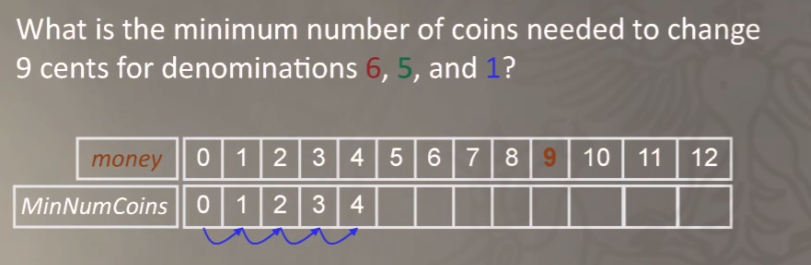 What is the minimum number of coins needed to change
9 cents for denominations 6, 5, and 1?
money 0 1 2 3 4 5 6 7 8 9 10 11 12
MinNumCoins 0 1 2 3 4